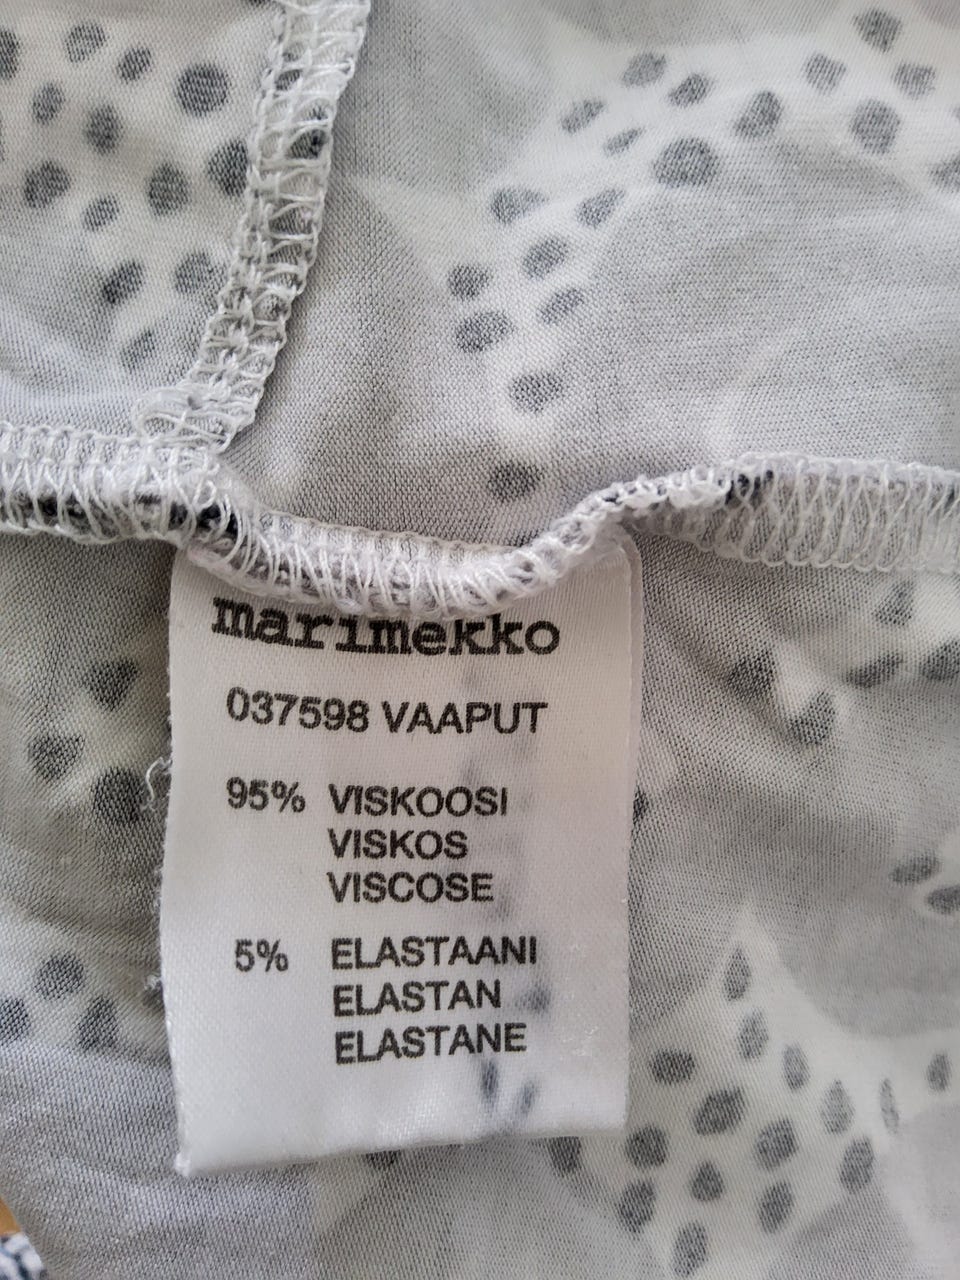 marimekko
037598 VAAPUT
95% VISKOOSI
VISKOS
VISCOSE
5% ELASTAANI
ELASTAN
ELASTANE